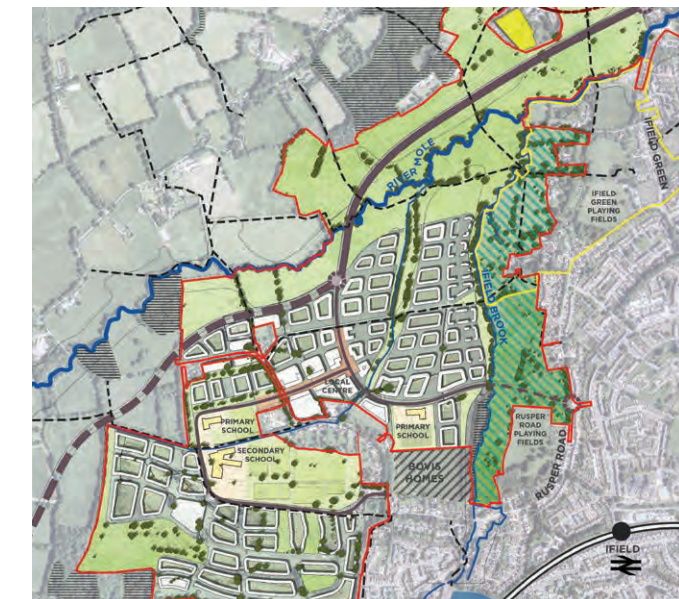 RIVER MOLE
IFIELD GREEN
IFIELD
GREEN
PLAYING
FIELDS
IFIELD BROOK
LOCAL
CENTRE
PRIMARY
SCHOOL
PRIMARY
SCHOOL
RUSPER
ROAD
PLAYING
FIELDS
SECONDARY
SCHOOL
BOVIS
HOMES
RUSPER ROAD
IFIELD